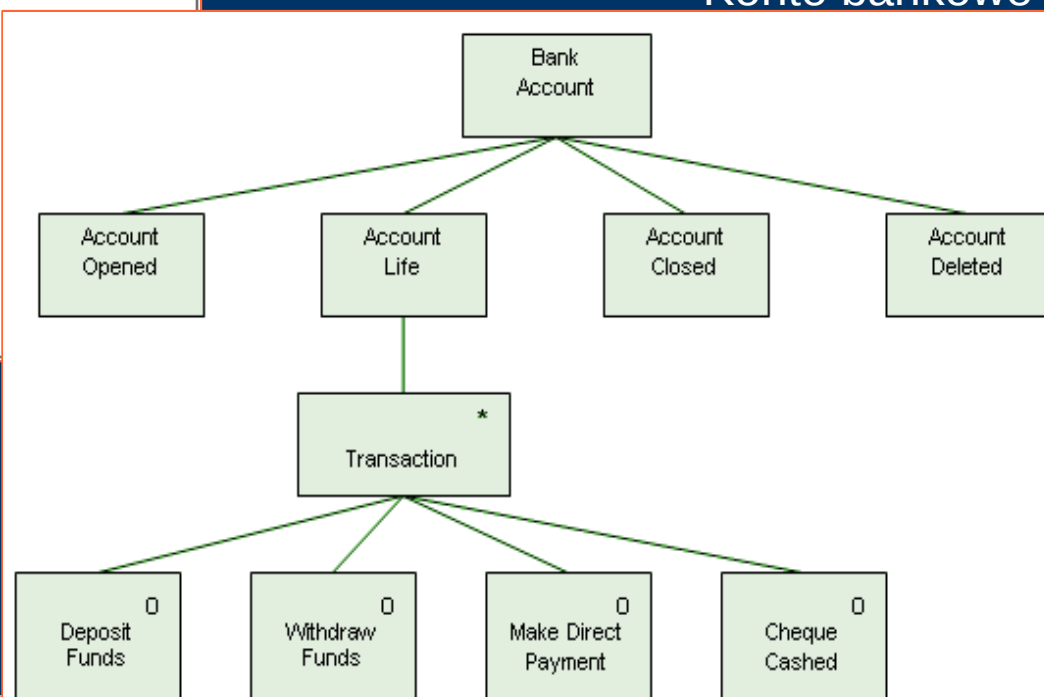 Konto bankowe
Bank
Account
Account
Opened
Account
Life
Account
Closed
Account
Deleted
*
Transaction
O
Deposit
Funds
O
Withdraw
Funds
O
Make Direct
Payment
O
Cheque
Cashed